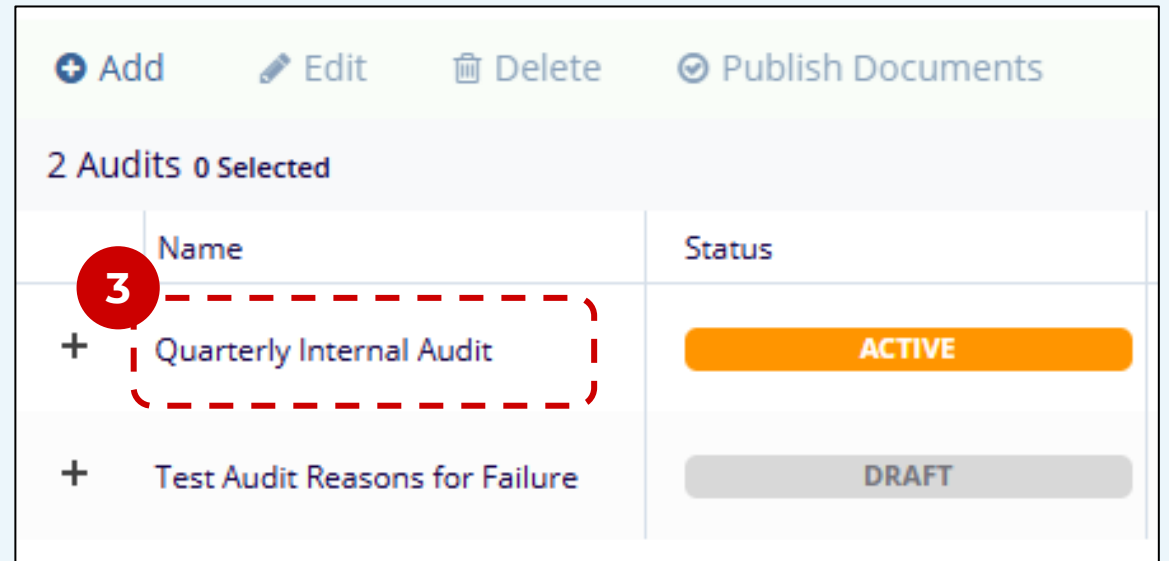 Add Edit Delete Publish Documents
2 Audits 0 Selected
Name Status
3
Quarterly Internal Audit ACTIVE
Test Audit Reasons for Failure DRAFT